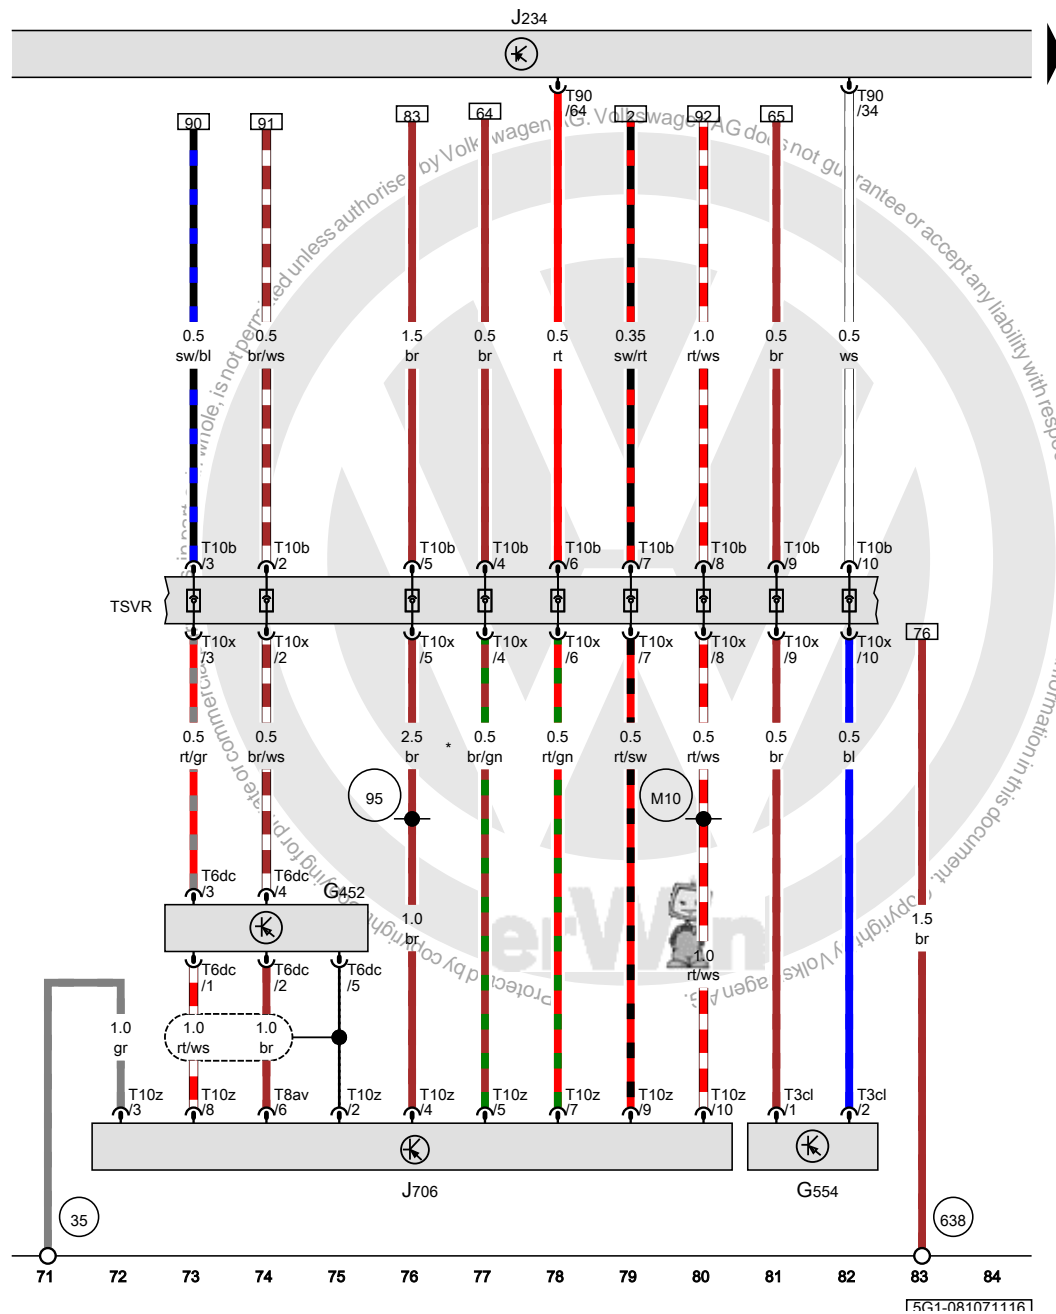 J234
T90
/64
T90
/34
90
91
83
64
2
92
65
0.5 0.5 1.5 0.5 0.5 0.35 1.0 0.5 0.5
sw/bl br/ws br br rt sw/rt rt/ws br ws
T10b T10b T10b T10b T10b T10b T10b T10b T10b
/3 /2 /5 /4 /6 /7 /8 /9 /10
TSVR
T10x T10x T10x T10x T10x T10x T10x T10x T10x
/3 /2 /5 /4 /6 /7 /8 /9 /10
76
0.5 0.5 2.5 0.5 0.5 0.5 0.5 0.5 0.5
rt/gr br/ws br * br/gn rt/gn rt/sw rt/ws br bl
95
M10
T6dc T6dc
/3 /4
G452
1.0
br
1.5
br
1.0
rt/ws
T6dc T6dc T6dc
/1 /2 /5
1.0 1.0 1.0
gr rt/ws br
T10z T10z T8av T10z T10z T10z T10z T10z T10z T3cl T3cl
/3 /8 /6 /2 /4 /5 /7 /9 /10 /1 /2
J706
G554
35
638
71 72 73 74 75 76 77 78 79 80 81 82 83 84
5G1-081071116